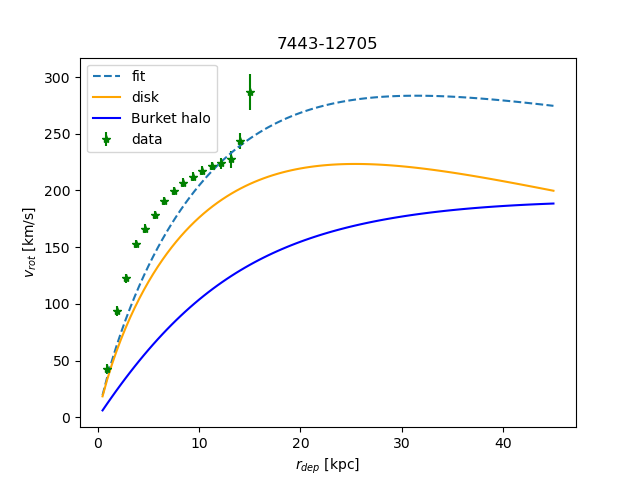 7443-12705
fit
disk
Burket halo
data
300
250
200
150
100
50
0
v_rot [km/s]
0 10 20 30 40
r_dep [kpc]